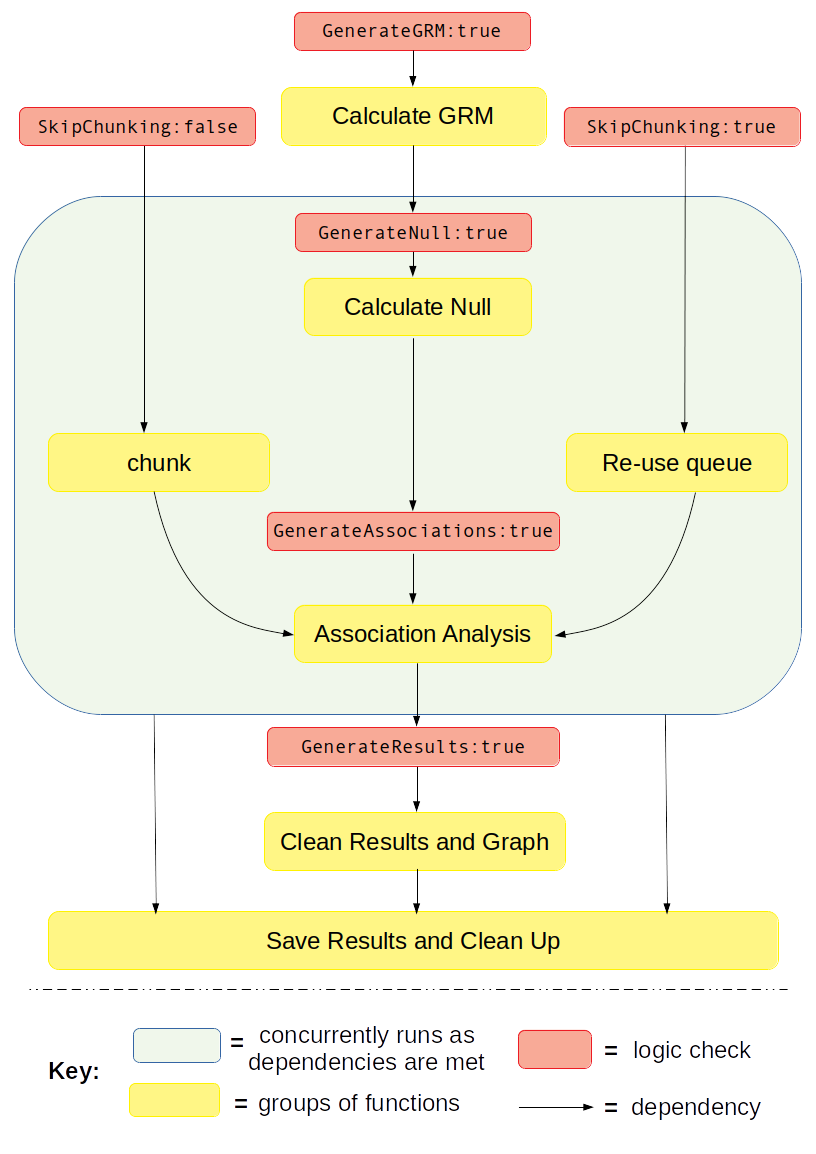 GenerateGRM:true
Calculate GRM
SkipChunking:false
SkipChunking:true
GenerateNull:true
Calculate Null
chunk
Re-use queue
GenerateAssociations:true
Association Analysis
GenerateResults:true
Clean Results and Graph
Save Results and Clean Up
Key:
= concurrently runs as
dependencies are met
= logic check
= groups of functions
= dependency